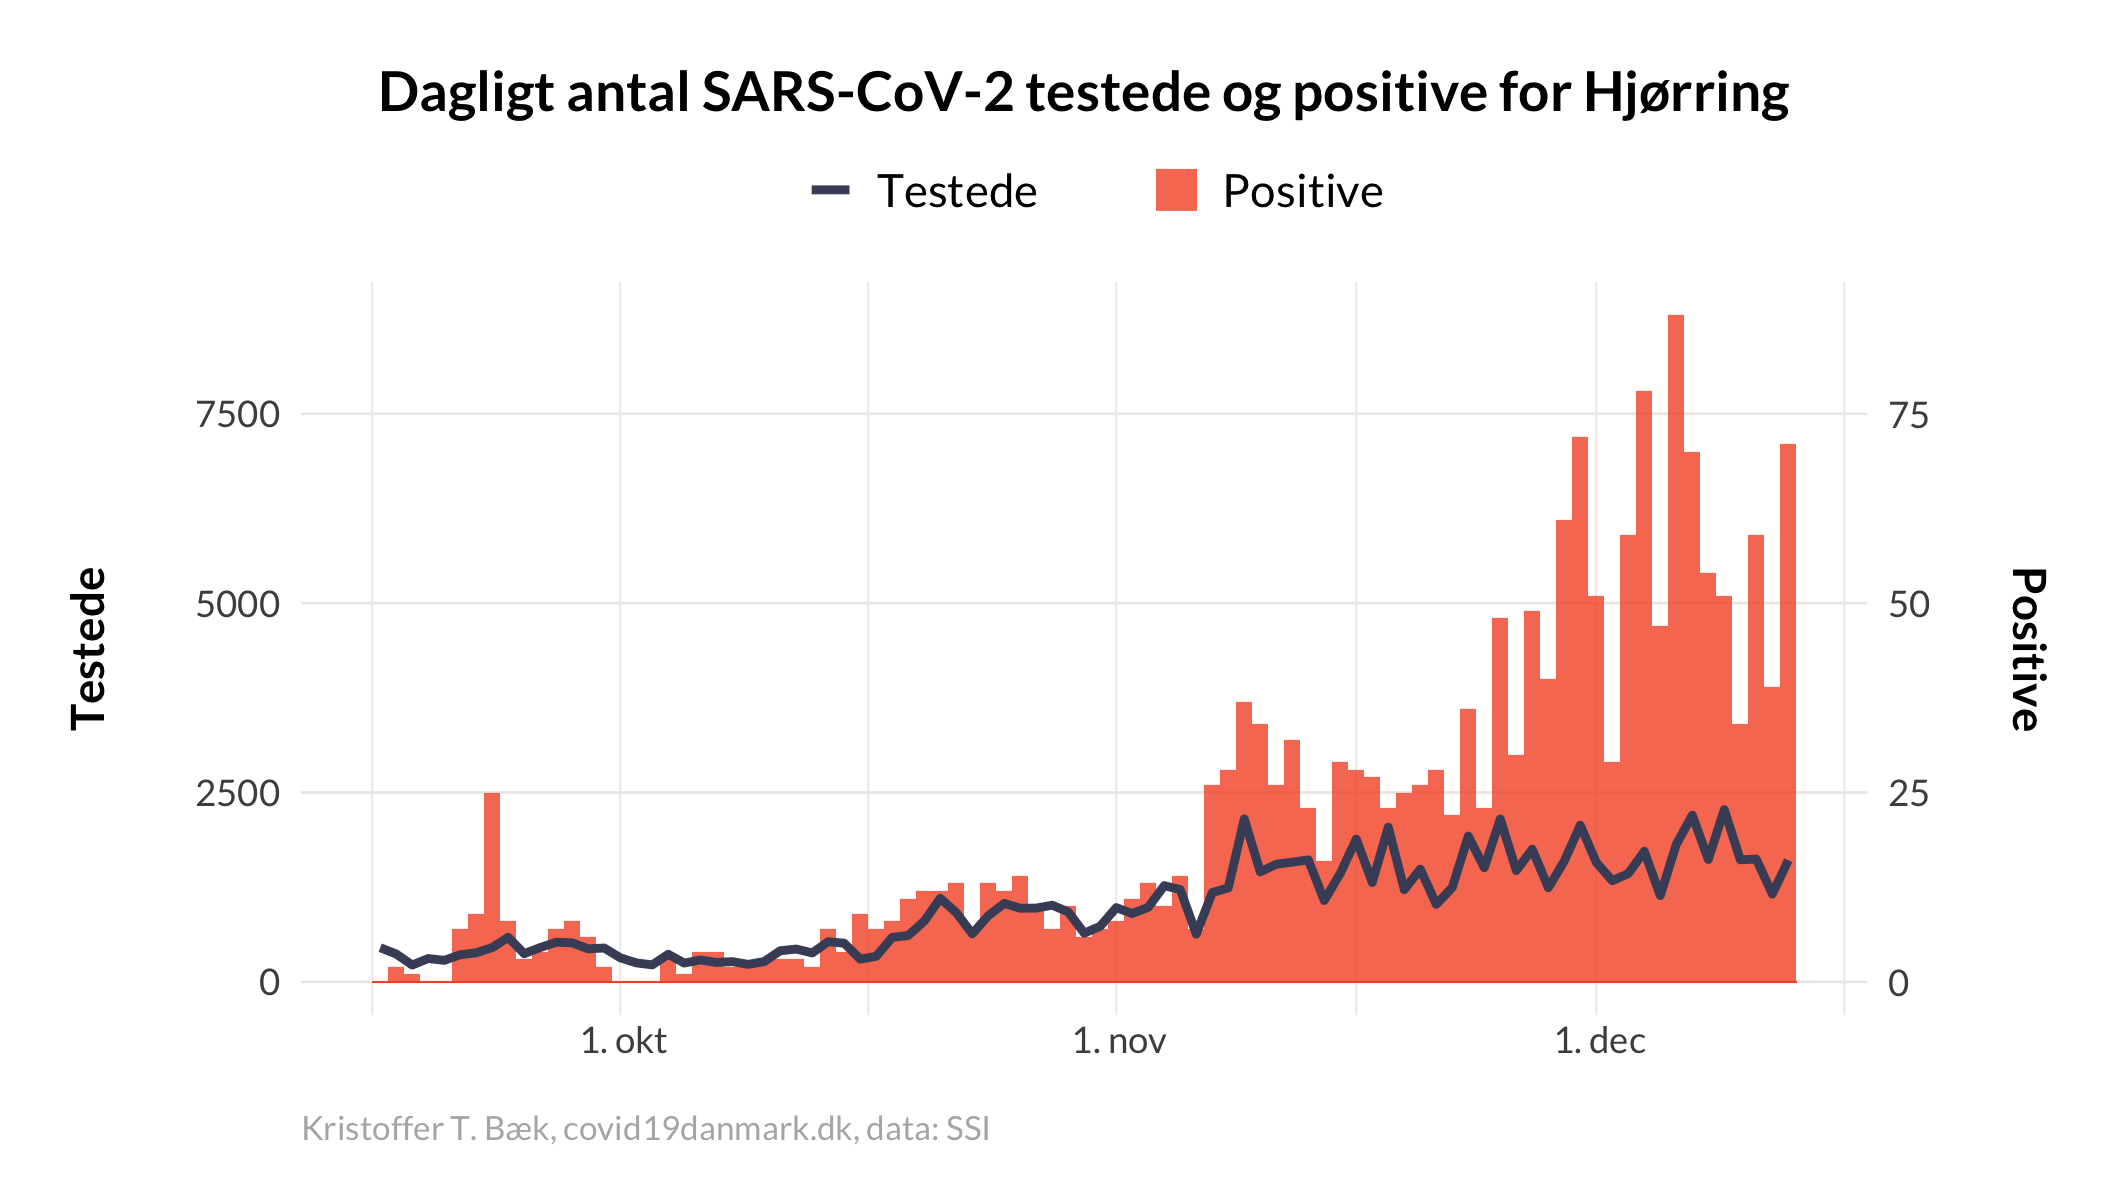 Dagligt antal SARS-CoV-2 testede og positive for Hjørring
Testede
Positive
Testede
7500
5000
2500
0
75
50
25
0
Positive
1. okt
1. nov
1. dec
Kristoffer T. Bæk, covid19danmark.dk, data: SSI